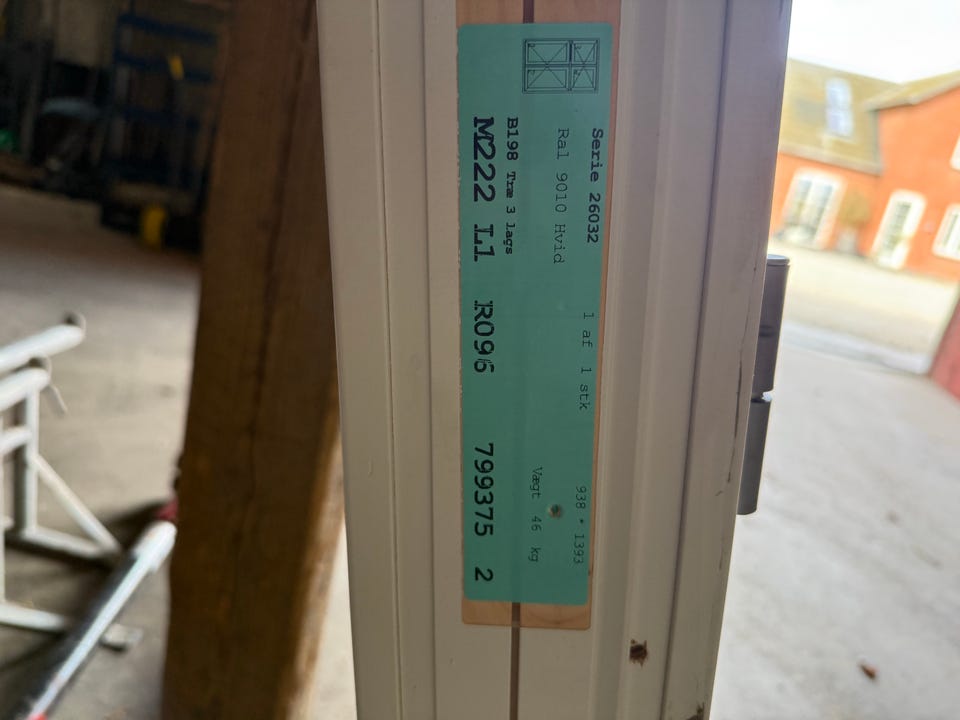 Serie 26032 1 af 1 stk 938 * 1393
Ral 9010 Hvid Vægt 46 kg
B198 Træ 3 lags
M222 L1 R096 799375 2